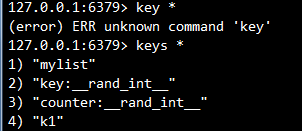 127.0.0.1:6379> key *
(error) ERR unknown command 'key'
127.0.0.1:6379> keys *
1) "mylist"
2) "key:__rand_int__"
3) "counter:__rand_int__"
4) "k1"